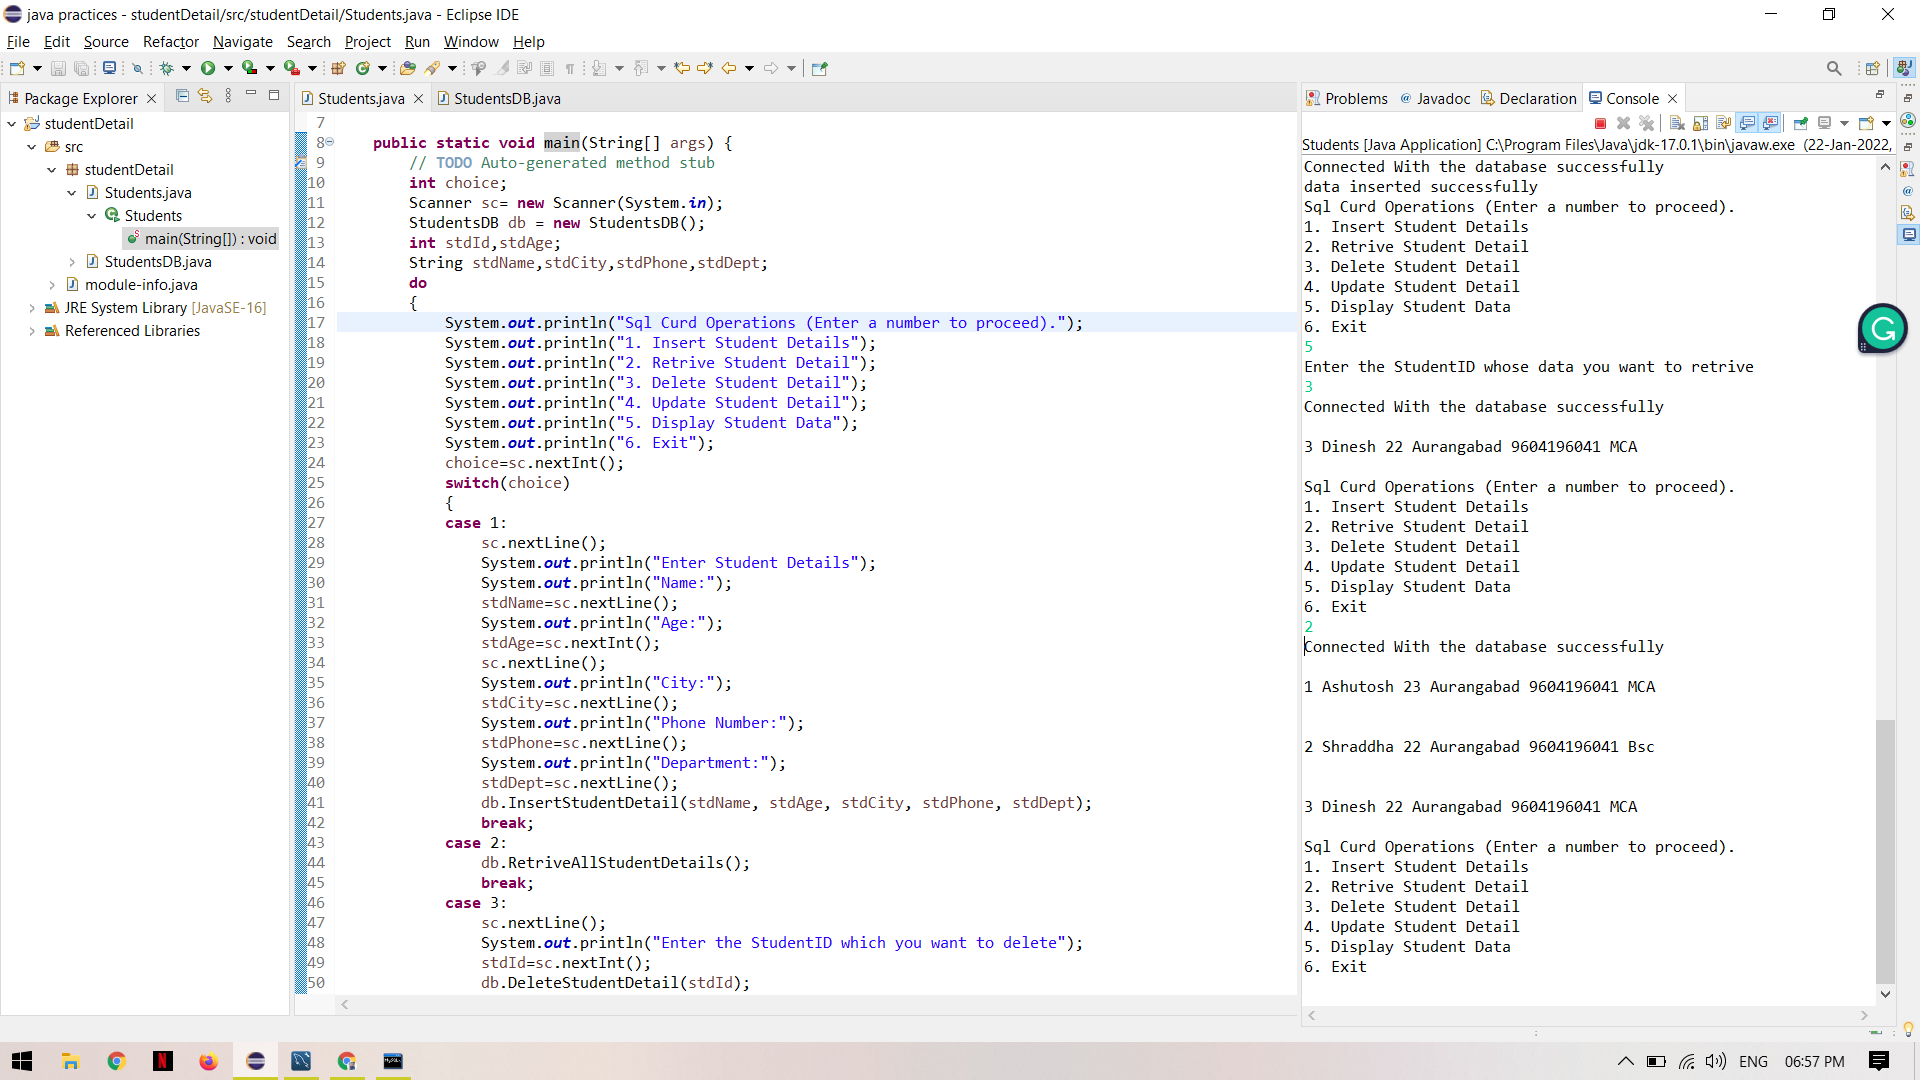 java practices - studentDetail/src/studentDetail/Students.java - Eclipse IDE
File Edit Source Refactor Navigate Search Project Run Window Help
Package Explorer
studentDetail
src
studentDetail
Students.java
Students
main(String[]) : void
StudentsDB.java
module-info.java
JRE System Library [JavaSE-16]
Referenced Libraries
Students.java StudentsDB.java
7
8 public static void main(String[] args) {
9 // TODO Auto-generated method stub
10 int choice;
11 Scanner sc= new Scanner(System.in);
12 StudentsDB db = new StudentsDB();
13 int stdId,stdAge;
14 String stdName,stdCity,stdPhone,stdDept;
15 do
16 {
17 System.out.println("Sql Curd Operations (Enter a number to proceed).");
18 System.out.println("1. Insert Student Details");
19 System.out.println("2. Retrive Student Detail");
20 System.out.println("3. Delete Student Detail");
21 System.out.println("4. Update Student Detail");
22 System.out.println("5. Display Student Data");
23 System.out.println("6. Exit");
24 choice=sc.nextInt();
25 switch(choice)
26 {
27 case 1:
28 sc.nextLine();
29 System.out.println("Enter Student Details");
30 System.out.println("Name:");
31 stdName=sc.nextLine();
32 System.out.println("Age:");
33 stdAge=sc.nextInt();
34 sc.nextLine();
35 System.out.println("City:");
36 stdCity=sc.nextLine();
37 System.out.println("Phone Number:");
38 stdPhone=sc.nextLine();
39 System.out.println("Department:");
40 stdDept=sc.nextLine();
41 db.InsertStudentDetail(stdName, stdAge, stdCity, stdPhone, stdDept);
42 break;
43 case 2:
44 db.RetriveAllStudentDetails();
45 break;
46 case 3:
47 sc.nextLine();
48 System.out.println("Enter the StudentID which you want to delete");
49 stdId=sc.nextInt();
50 db.DeleteStudentDetail(stdId);
Problems Javadoc Declaration Console
Students [Java Application] C:\Program Files\Java\jdk-17.0.1\bin\javaw.exe (22-Jan-2022,
Connected With the database successfully
data inserted successfully
Sql Curd Operations (Enter a number to proceed).
1. Insert Student Details
2. Retrive Student Detail
3. Delete Student Detail
4. Update Student Detail
5. Display Student Data
6. Exit
5
Enter the StudentID whose data you want to retrive
3
Connected With the database successfully
3 Dinesh 22 Aurangabad 9604196041 MCA
Sql Curd Operations (Enter a number to proceed).
1. Insert Student Details
2. Retrive Student Detail
3. Delete Student Detail
4. Update Student Detail
5. Display Student Data
6. Exit
2
Connected With the database successfully
1 Ashutosh 23 Aurangabad 9604196041 MCA
2 Shraddha 22 Aurangabad 9604196041 Bsc
3 Dinesh 22 Aurangabad 9604196041 MCA
Sql Curd Operations (Enter a number to proceed).
1. Insert Student Details
2. Retrive Student Detail
3. Delete Student Detail
4. Update Student Detail
5. Display Student Data
6. Exit
ENG 06:57 PM